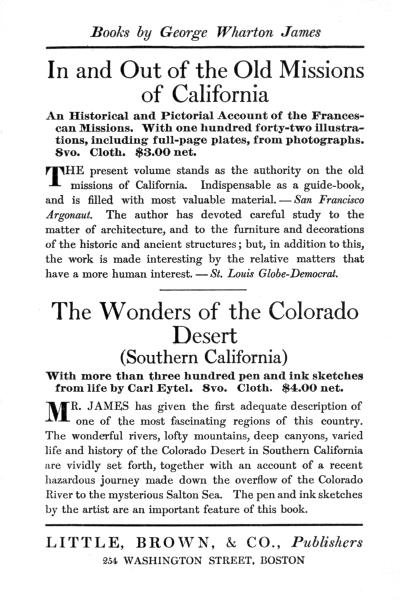 Books by George Wharton James
In and Out of the Old Missions
of California
An Historical and Pictorial Account of the Frances-
can Missions. With one hundred forty-two illustra-
tions, including full-page plates, from photographs.
8vo. Cloth. $3.00 net.
THE present volume stands as the authority on the old
missions of California. Indispensable as a guide-book,
and is filled with most valuable material. — San Francisco
Argonaut. The author has devoted careful study to the
matter of architecture, and to the furniture and decorations
of the historic and ancient structures; but, in addition to this,
the work is made interesting by the relative matters that
have a more human interest. — St. Louis Globe-Democrat.
The Wonders of the Colorado
Desert
(Southern California)
With more than three hundred pen and ink sketches
from life by Carl Eytel. 8vo. Cloth. $4.00 net.
MR. JAMES has given the first adequate description of
one of the most fascinating regions of this country.
The wonderful rivers, lofty mountains, deep canyons, varied
life and history of the Colorado Desert in Southern California
are vividly set forth, together with an account of a recent
hazardous journey made down the overflow of the Colorado
River to the mysterious Salton Sea. The pen and ink sketches
by the artist are an important feature of this book.
LITTLE, BROWN, & CO., Publishers
254 WASHINGTON STREET, BOSTON